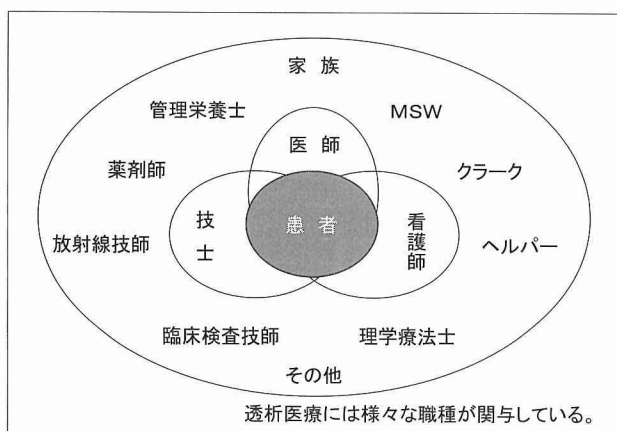 家族
管理栄養士
MSW
医師
薬剤師
クラーク
技士
患者
看護師
放射線技師
ヘルパー
臨床検査技師
理学療法士
その他
透析医療には様々な職種が関与している。